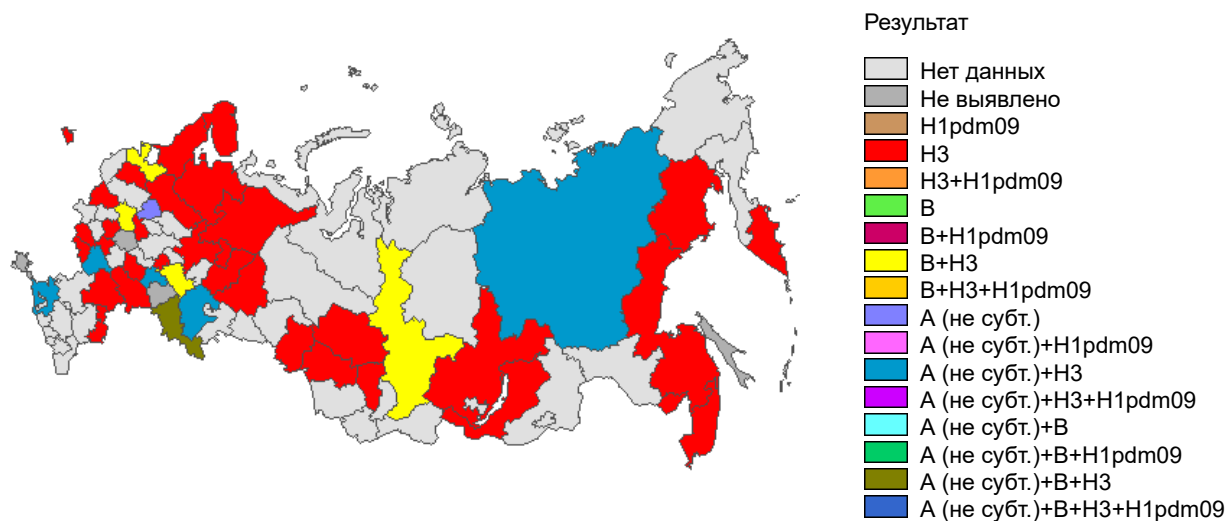 Результат
Нет данных
Не выявлено
H1pdm09
H3
H3+H1pdm09
B
B+H1pdm09
B+H3
B+H3+H1pdm09
A (не субт.)
A (не субт.)+H1pdm09
A (не субт.)+H3
A (не субт.)+H3+H1pdm09
A (не субт.)+B
A (не субт.)+B+H1pdm09
A (не субт.)+B+H3
A (не субт.)+B+H3+H1pdm09